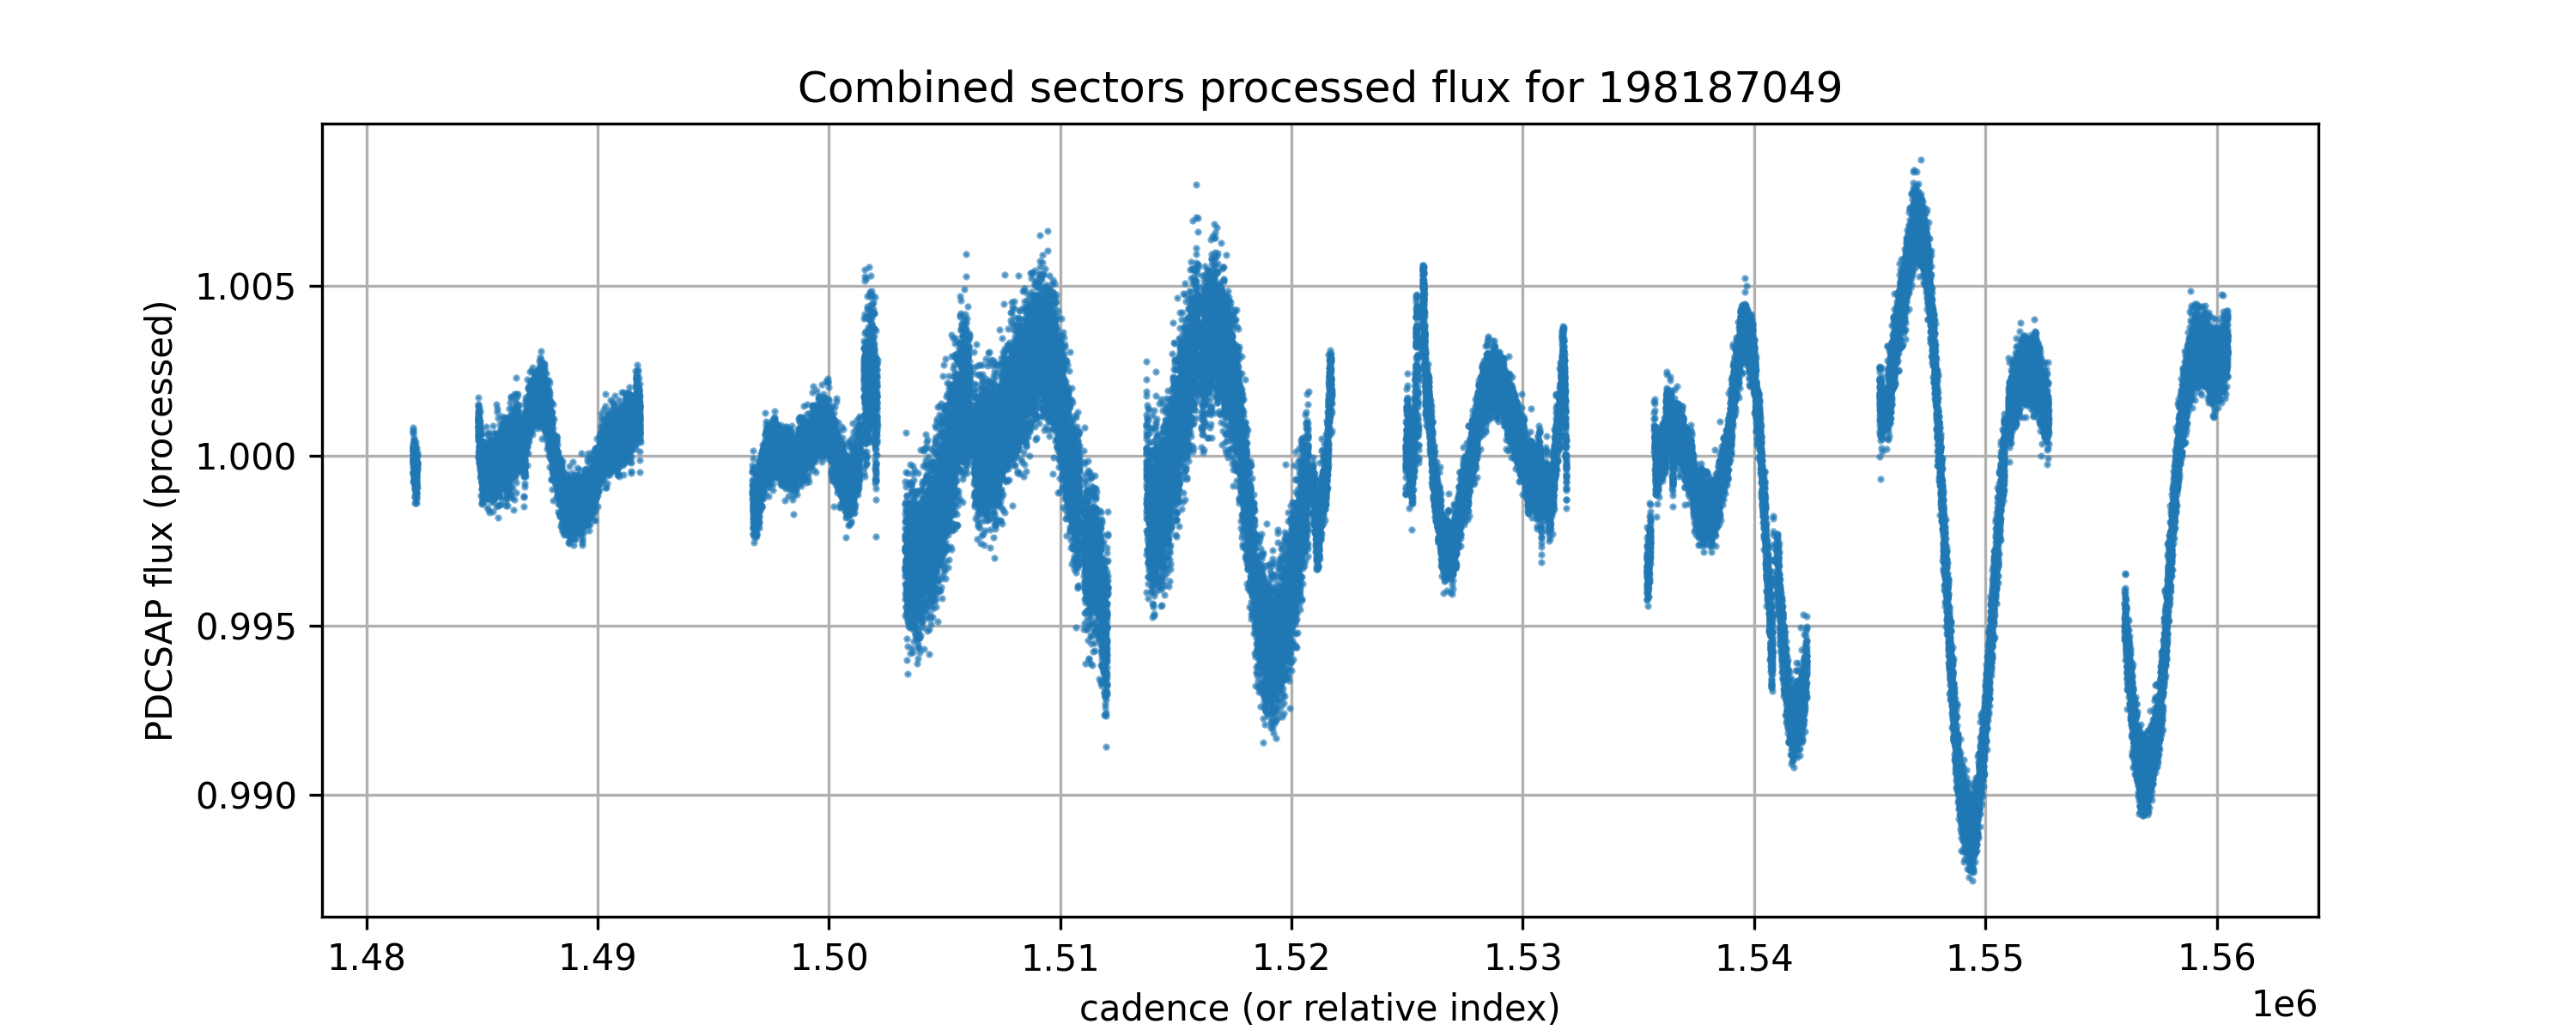 Combined sectors processed flux for 198187049
PDCSAP flux (processed)
1.005
1.000
0.995
0.990
1.48 1.49 1.50 1.51 1.52 1.53 1.54 1.55 1.56
1e6
cadence (or relative index)